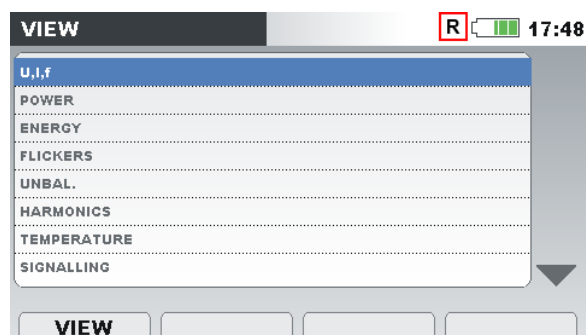 VIEW R 17:48
U,I,f
POWER
ENERGY
FLICKERS
UNBAL.
HARMONICS
TEMPERATURE
SIGNALLING
VIEW